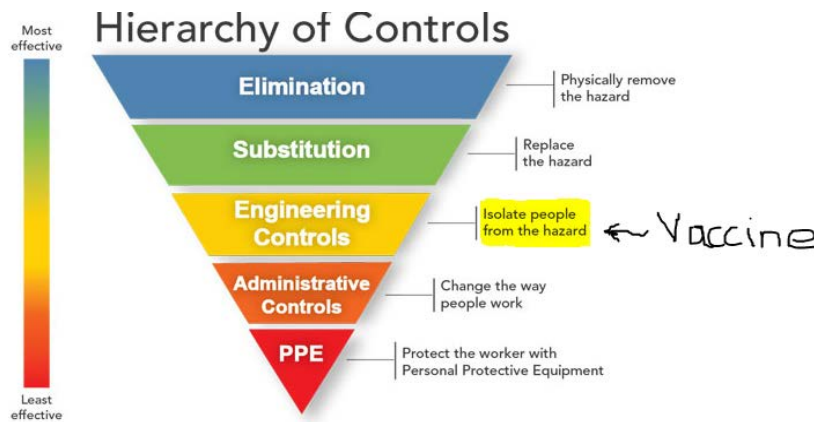 Hierarchy of Controls
Most
effective
Elimination
Physically remove
the hazard
Substitution
Replace
the hazard
Engineering
Controls
Isolate people
from the hazard
Vaccine
Administrative
Controls
Change the way
people work
PPE
Protect the worker with
Personal Protective Equipment
Least
effective